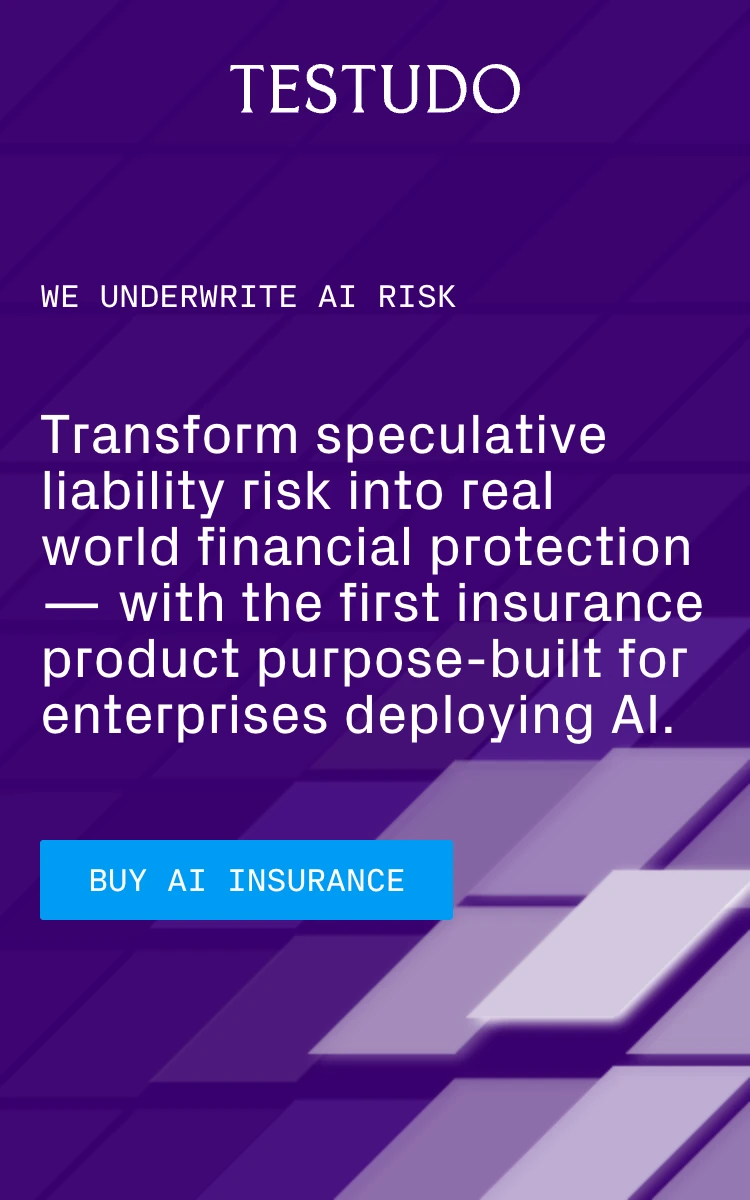 TESTUDO
WE UNDERWRITE AI RISK
Transform speculative
liability risk into real
world financial protection
— with the first insurance
product purpose-built for
enterprises deploying AI.
BUY AI INSURANCE